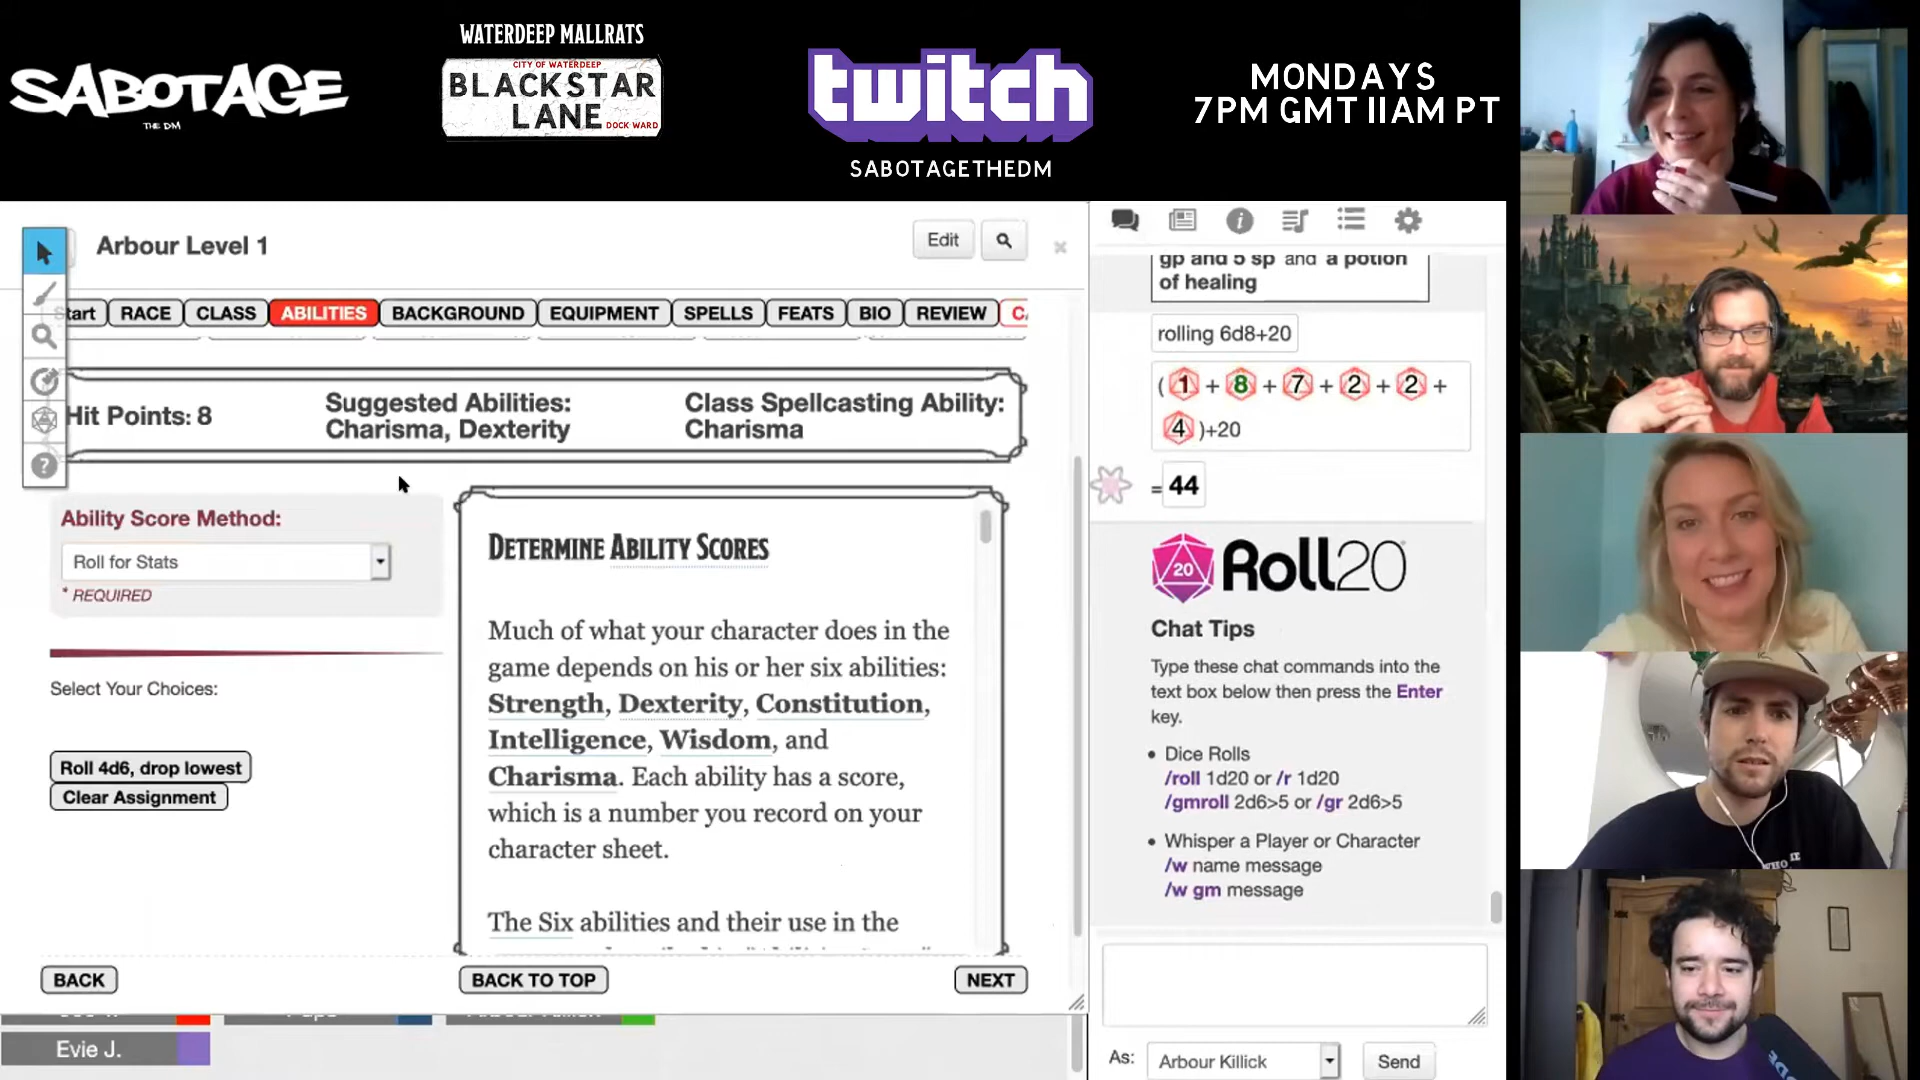 SABOTAGE
THE DM
WATERDEEP MALLRATS
CITY OF WATERDEEP
BLACKSTAR
LANE
DOCK WARD
twitch
SABOTAGETHEDM
MONDAYS
7PM GMT 11AM PT
Arbour Level 1
Edit
tart RACE CLASS ABILITIES BACKGROUND EQUIPMENT SPELLS FEATS BIO REVIEW
Hit Points: 8
Suggested Abilities:
Charisma, Dexterity
Class Spellcasting Ability:
Charisma
Ability Score Method:
Roll for Stats
* REQUIRED
Select Your Choices:
Roll 4d6, drop lowest
Clear Assignment
DETERMINE ABILITY SCORES
Much of what your character does in the
game depends on his or her six abilities:
Strength, Dexterity, Constitution,
Intelligence, Wisdom, and
Charisma. Each ability has a score,
which is a number you record on your
character sheet.
The Six abilities and their use in the
BACK
BACK TO TOP
NEXT
Evie J.
gp and 5 sp and a potion
of healing
rolling 6d8+20
(1 + 8 + 7 + 2 + 2 +
4)+20
= 44
20
Roll20
Chat Tips
Type these chat commands into the
text box below then press the Enter
key.
• Dice Rolls
/roll 1d20 or /r 1d20
/gmroll 2d6>5 or /gr 2d6>5
• Whisper a Player or Character
/w name message
/w gm message
As: Arbour Killick
Send